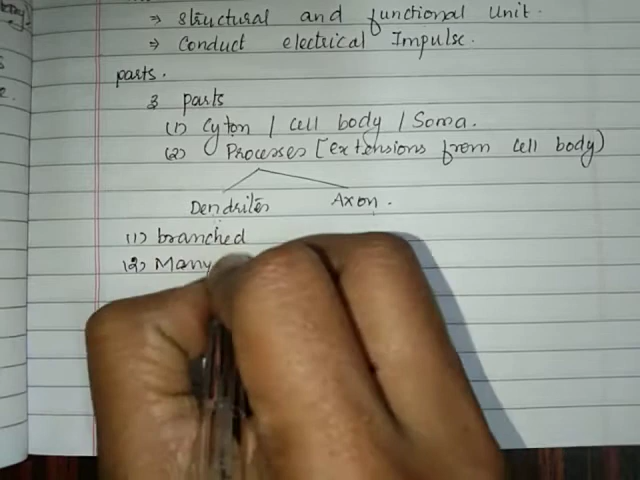 ⇒ Structural and functional Unit.
⇒ Conduct electrical Impulse.
parts.
3 parts
(1) Cyton / cell body / Soma.
(2) Processes [extensions from cell body)
Dendrites Axon.
(1) branched
(2) Many